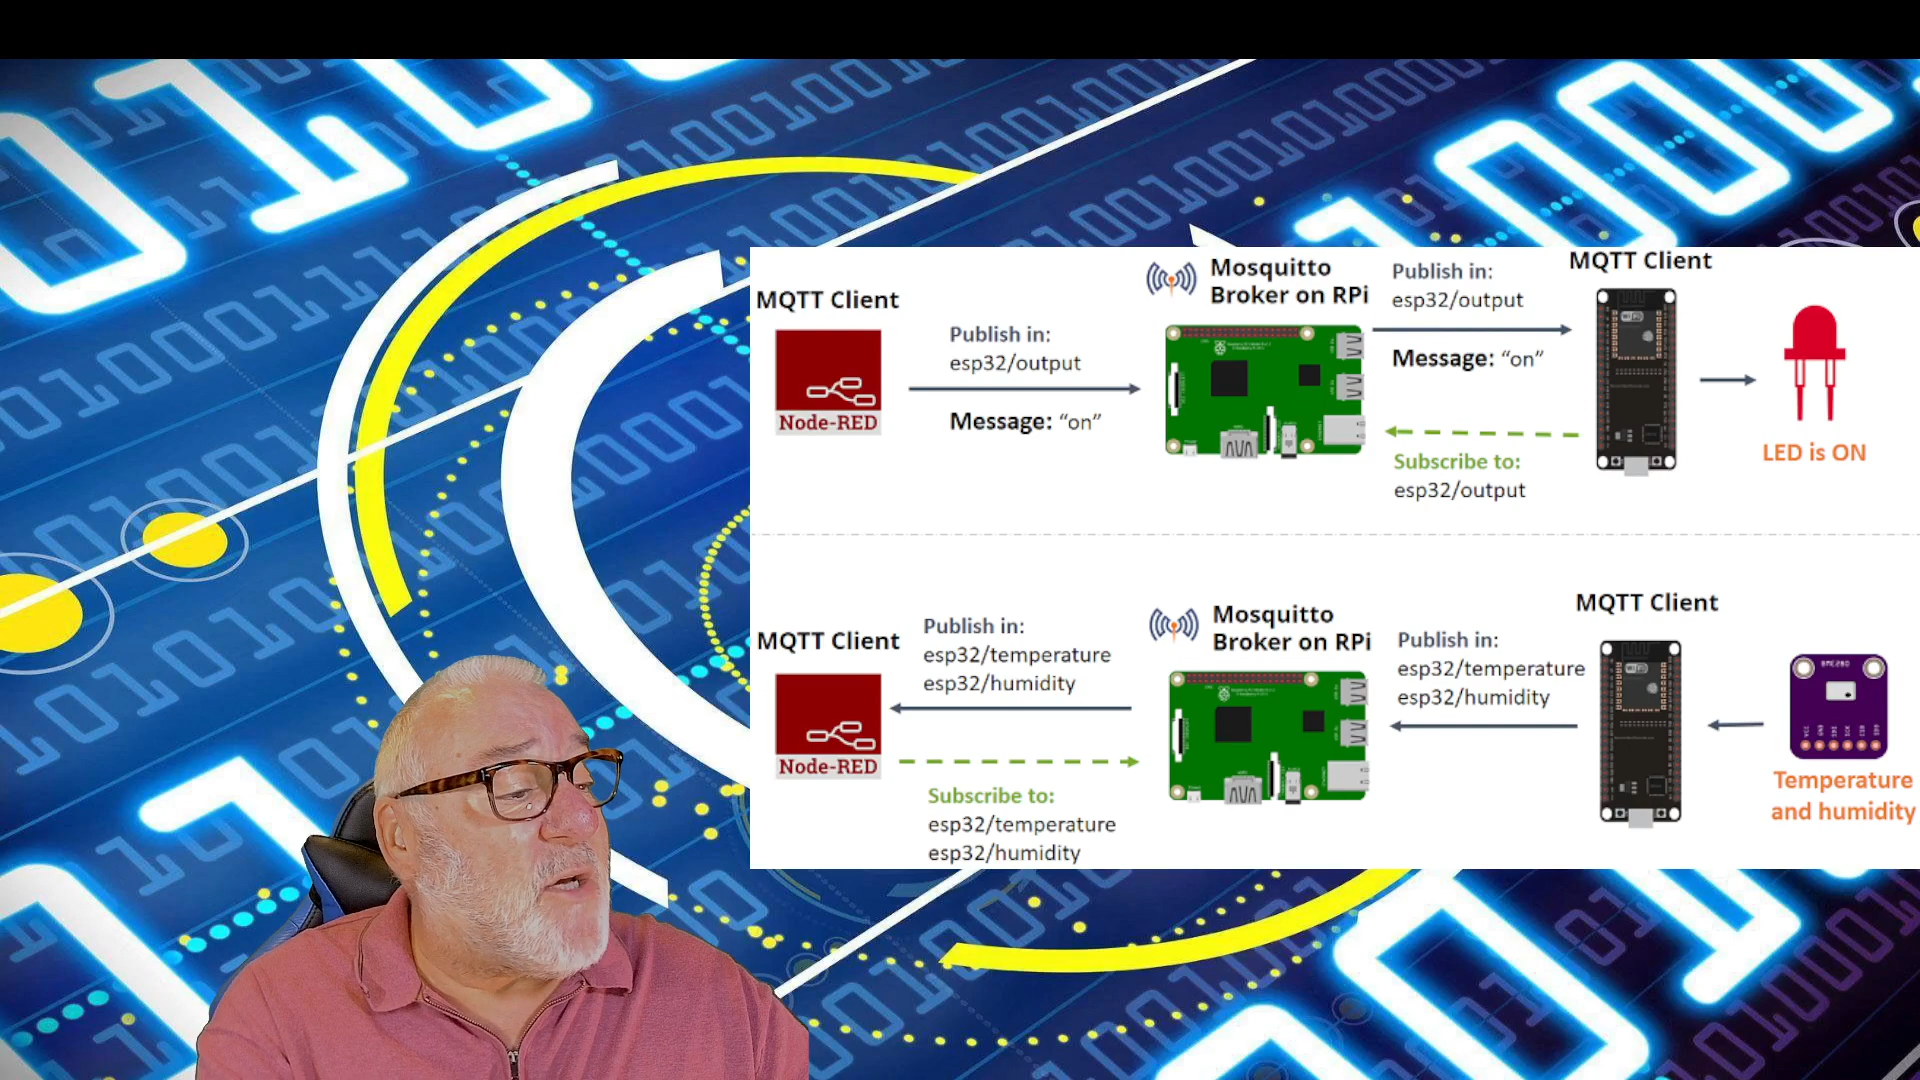 MQTT Client
Node-RED
Publish in:
esp32/output
Message: “on”
Mosquitto
Broker on RPi
Publish in:
esp32/output
Message: “on”
Subscribe to:
esp32/output
MQTT Client
LED is ON
MQTT Client
Node-RED
Publish in:
esp32/temperature
esp32/humidity
Subscribe to:
esp32/temperature
esp32/humidity
Mosquitto
Broker on RPi
Publish in:
esp32/temperature
esp32/humidity
MQTT Client
BME280
Temperature
and humidity